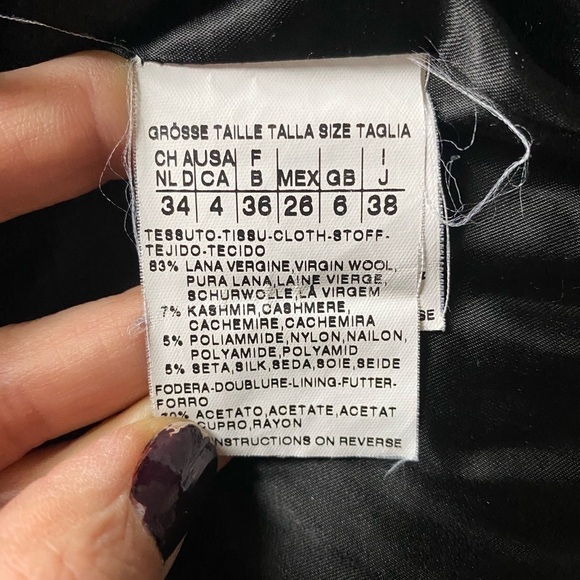 GRÖSSE TAILLE TALLA SIZE TAGLIA
CH A USA F I
NL D CA B MEX GB J
34 4 36 26 6 38
TESSUTO-TISSU-CLOTH-STOFF-
TEJIDO-TECIDO
83% LANA VERGINE,VIRGIN WOOL,
PURA LANA,LAINE VIERGE,
SCHURWOLLE,LA VIRGEM
7% KASHMIR,CASHMERE,
CACHEMIRE,CACHEMIRA
5% POLIAMMIDE,NYLON,NAILON,
POLYAMIDE,POLYAMID
5% SETA,SILK,SEDA,SOIE,SEIDE
FODERA-DOUBLURE-LINING-FUTTER-
FORRO
ACETATO,ACETATE,ACETAT
CUPRO,RAYON
INSTRUCTIONS ON REVERSE
SE